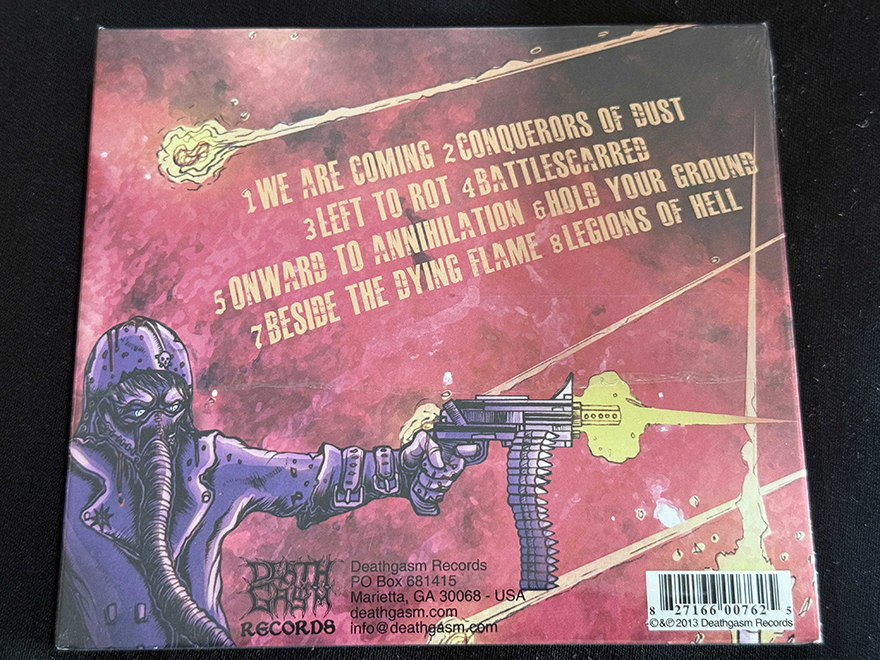 1 WE ARE COMING 2 CONQUERORS OF DUST
3 LEFT TO ROT 4 BATTLESCARRED
5 ONWARD TO ANNIHILATION 6 HOLD YOUR GROUND
7 BESIDE THE DYING FLAME 8 LEGIONS OF HELL
DEATH
GASM
RECORDS
Deathgasm Records
PO Box 681415
Marietta, GA 30068 - USA
deathgasm.com
info@deathgasm.com
8 27166 00762 5
©&℗ 2013 Deathgasm Records